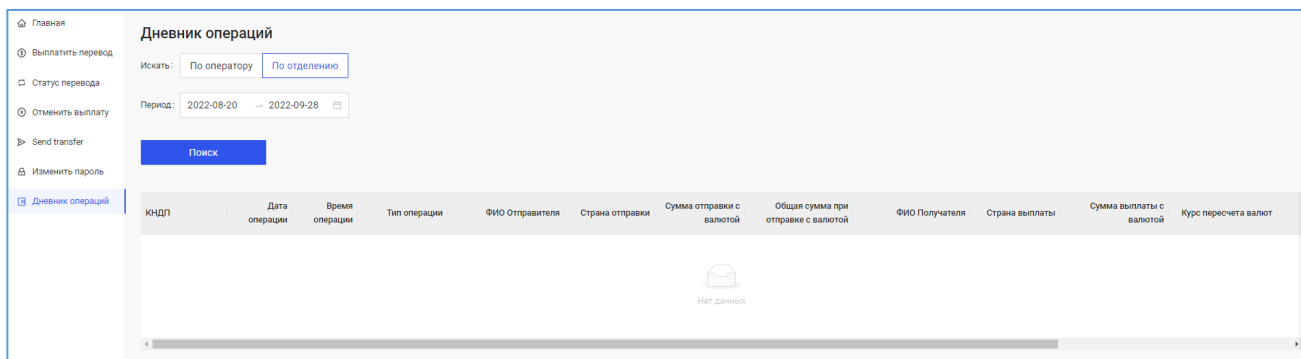 Главная
Выплатить перевод
Статус перевода
Отменить выплату
Send transfer
Изменить пароль
Дневник операций
Дневник операций
Искать: По оператору По отделению
Период: 2022-08-20 → 2022-09-28
Поиск
КНДП Дата операции Время операции Тип операции ФИО Отправителя Страна отправки Сумма отправки с валютой Общая сумма при отправке с валютой ФИО Получателя Страна выплаты Сумма выплаты с валютой Курс пересчета валют
Нет данных